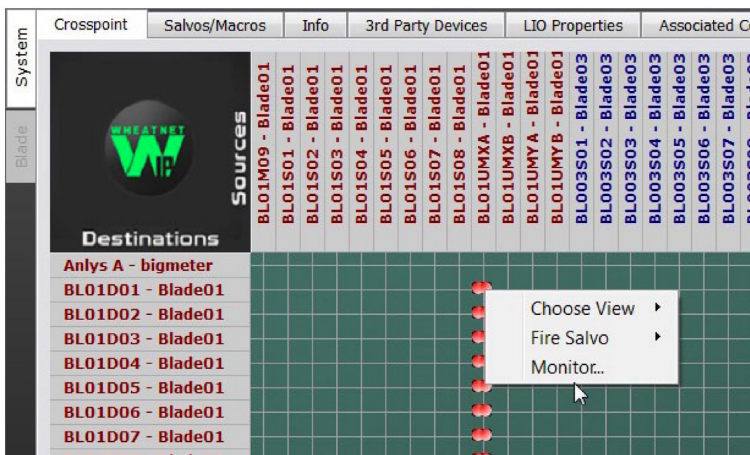 System
Blade
Crosspoint
Salvos/Macros
Info
3rd Party Devices
LIO Properties
Associated C
WHEATNET
IP
Sources
Destinations
BL01M09 - Blade01
BL01S01 - Blade01
BL01S02 - Blade01
BL01S03 - Blade01
BL01S04 - Blade01
BL01S05 - Blade01
BL01S06 - Blade01
BL01S07 - Blade01
BL01S08 - Blade01
BL01UMXA - Blade01
BL01UMXB - Blade01
BL01UMYA - Blade01
BL01UMYB - Blade01
BL003S01 - Blade03
BL003S02 - Blade03
BL003S03 - Blade03
BL003S04 - Blade03
BL003S05 - Blade03
BL003S06 - Blade03
BL003S07 - Blade03
Anlys A - bigmeter
BL01D01 - Blade01
BL01D02 - Blade01
BL01D03 - Blade01
BL01D04 - Blade01
BL01D05 - Blade01
BL01D06 - Blade01
BL01D07 - Blade01
Choose View
Fire Salvo
Monitor...